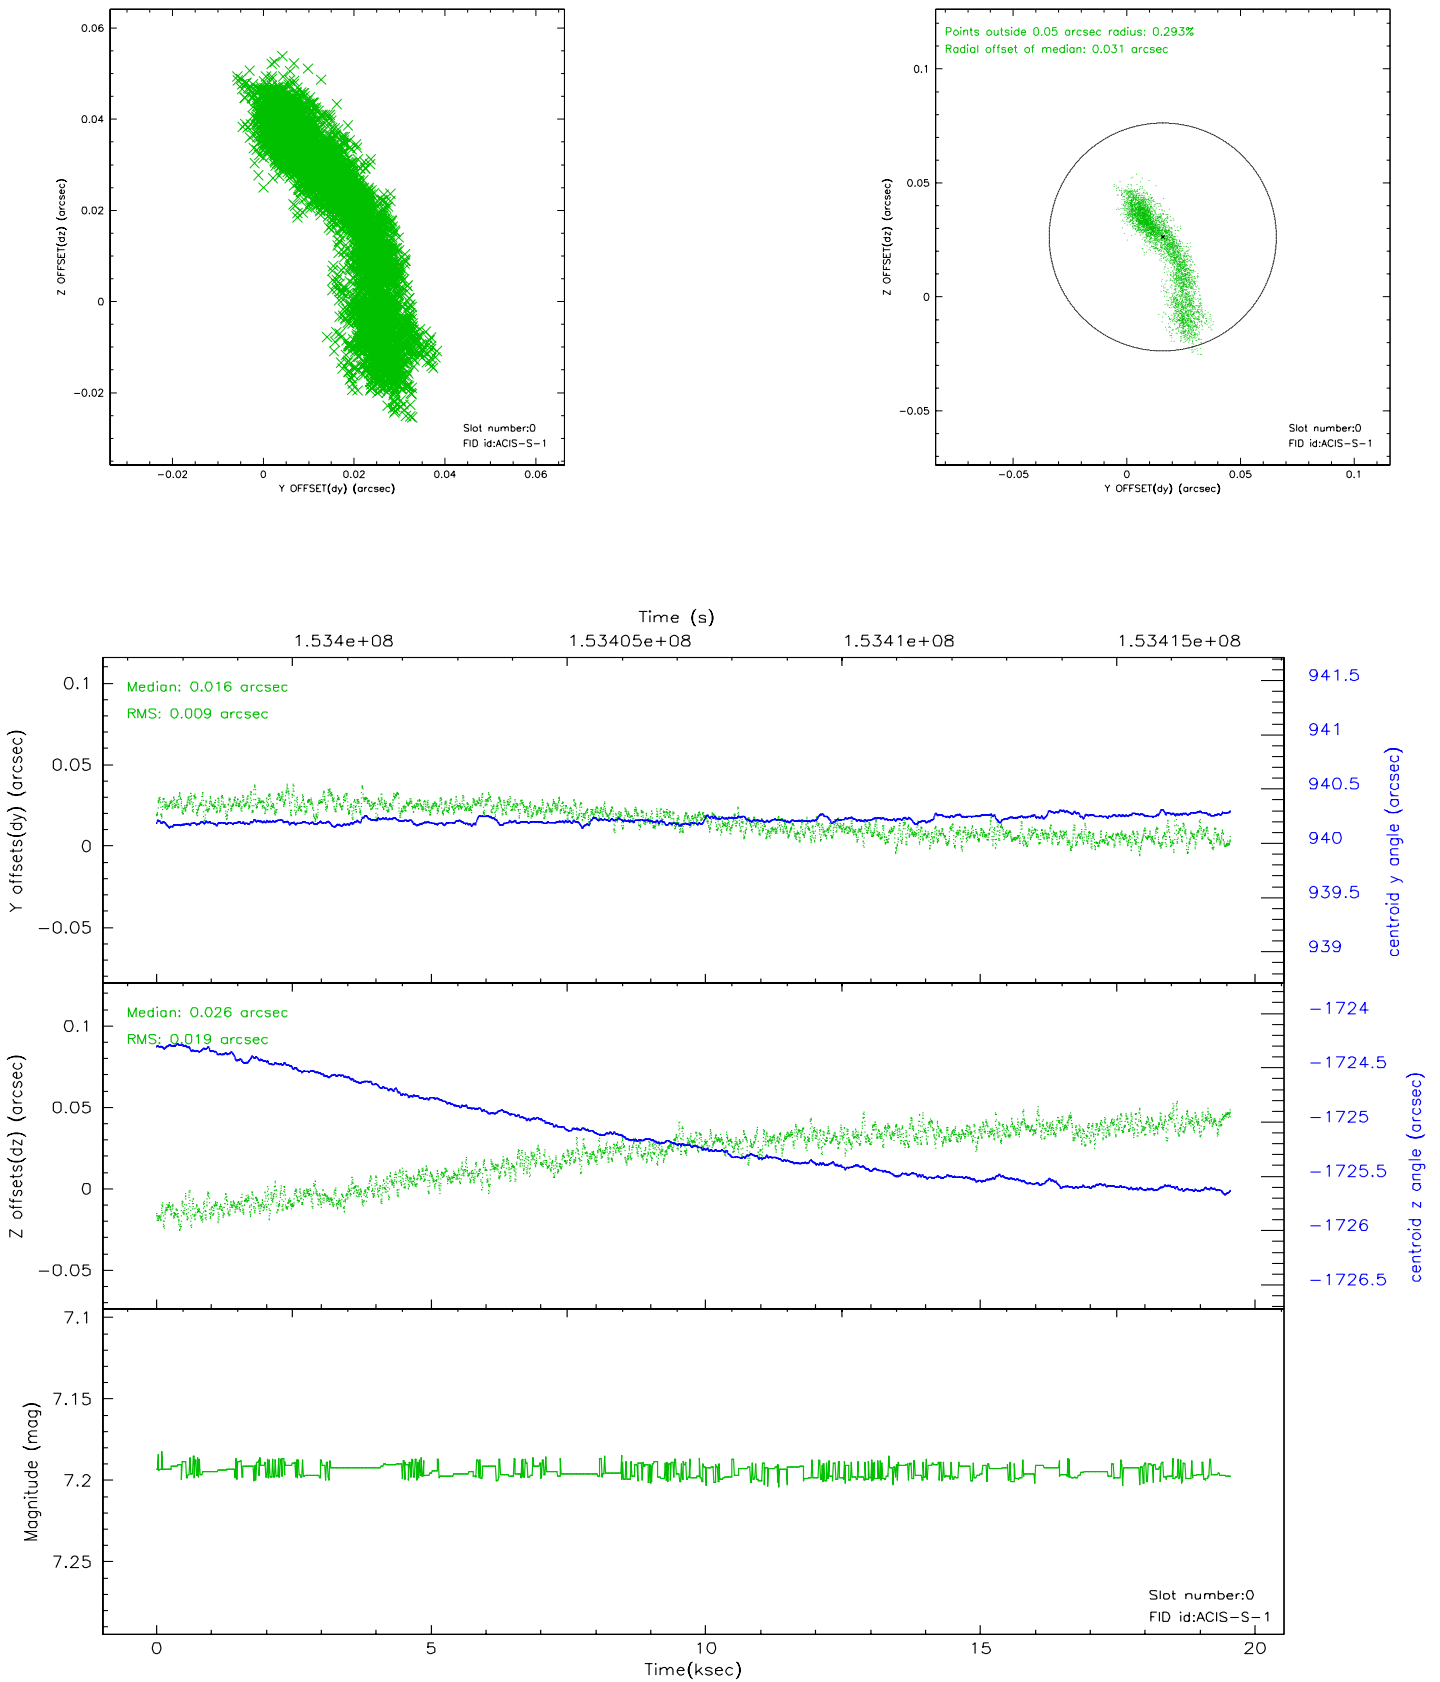 0.06
0.04
0.02
0
−0.02
Z OFFSET(dz) (arcsec)
Slot number:0
FID id:ACIS−S−1
−0.02 0 0.02 0.04 0.06
Y OFFSET(dy) (arcsec)
Points outside 0.05 arcsec radius: 0.293%
Radial offset of median: 0.031 arcsec
0.1
0.05
0
−0.05
Z OFFSET(dz) (arcsec)
Slot number:0
FID id:ACIS−S−1
−0.05 0 0.05 0.1
Y OFFSET(dy) (arcsec)
Time (s)
1.534e+08 1.53405e+08 1.5341e+08 1.53415e+08
Median: 0.016 arcsec
RMS: 0.009 arcsec
0.1
0.05
0
−0.05
Y offsets(dy) (arcsec)
941.5
941
940.5
940
939.5
939
centroid y angle (arcsec)
Median: 0.026 arcsec
RMS: 0.019 arcsec
0.1
0.05
0
−0.05
Z offsets(dz) (arcsec)
−1724
−1724.5
−1725
−1725.5
−1726
−1726.5
centroid z angle (arcsec)
7.1
7.15
7.2
7.25
Magnitude (mag)
Slot number:0
FID id:ACIS−S−1
0 5 10 15 20
Time(ksec)